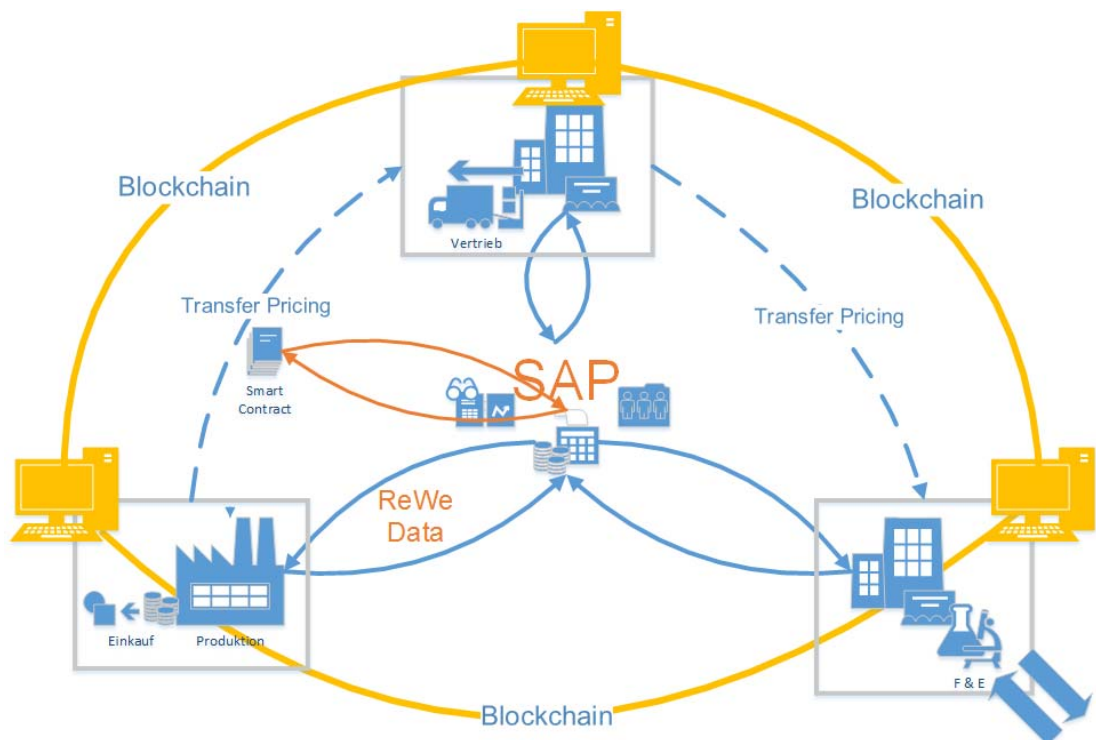 Blockchain
Blockchain
Vertrieb
Transfer Pricing
Transfer Pricing
SAP
Smart
Contract
ReWe
Data
Einkauf
Produktion
F & E
Blockchain